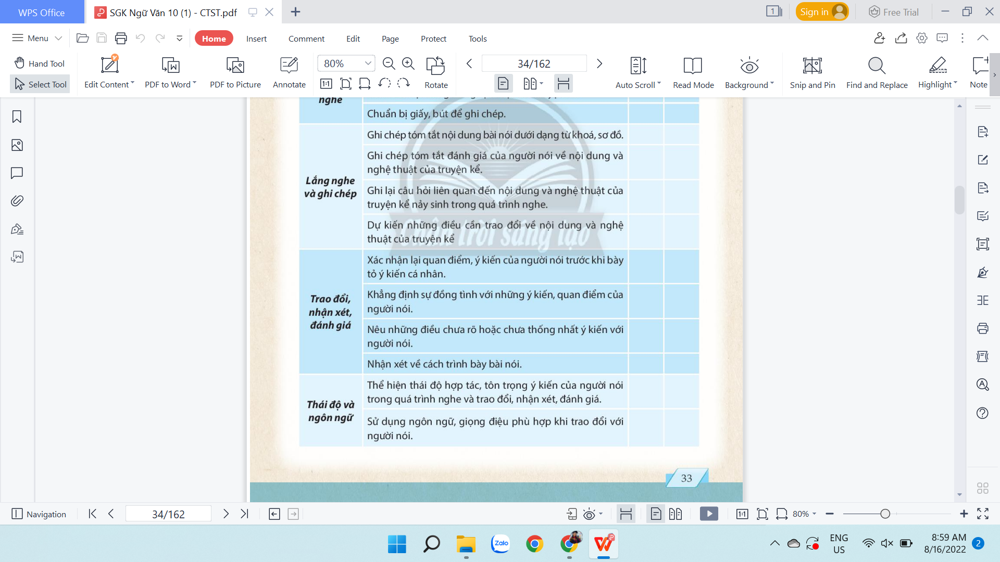 WPS Office
SGK Ngữ Văn 10 (1) - CTST.pdf
1
Sign in
Free Trial
Menu
Home
Insert
Comment
Edit
Page
Protect
Tools
Hand Tool
Select Tool
Edit Content
PDF to Word
PDF to Picture
Annotate
80%
1:1
Rotate
34/162
Auto Scroll
Read Mode
Background
Snip and Pin
Find and Replace
Highlight
Note
nghe
Chuẩn bị giấy, bút để ghi chép.
Lắng nghe
và ghi chép
Ghi chép tóm tắt nội dung bài nói dưới dạng từ khoá, sơ đồ.
Ghi chép tóm tắt đánh giá của người nói về nội dung và
nghệ thuật của truyện kể.
Ghi lại câu hỏi liên quan đến nội dung và nghệ thuật của
truyện kể nảy sinh trong quá trình nghe.
Dự kiến những điều cần trao đổi về nội dung và nghệ
thuật của truyện kể
Chân trời sáng tạo
Trao đổi,
nhận xét,
đánh giá
Xác nhận lại quan điểm, ý kiến của người nói trước khi bày
tỏ ý kiến cá nhân.
Khẳng định sự đồng tình với những ý kiến, quan điểm của
người nói.
Nêu những điều chưa rõ hoặc chưa thống nhất ý kiến với
người nói.
Nhận xét về cách trình bày bài nói.
Thái độ và
ngôn ngữ
Thể hiện thái độ hợp tác, tôn trọng ý kiến của người nói
trong quá trình nghe và trao đổi, nhận xét, đánh giá.
Sử dụng ngôn ngữ, giọng điệu phù hợp khi trao đổi với
người nói.
33
Navigation
34/162
1:1
80%
Zalo
ENG
US
8:59 AM
8/16/2022
2